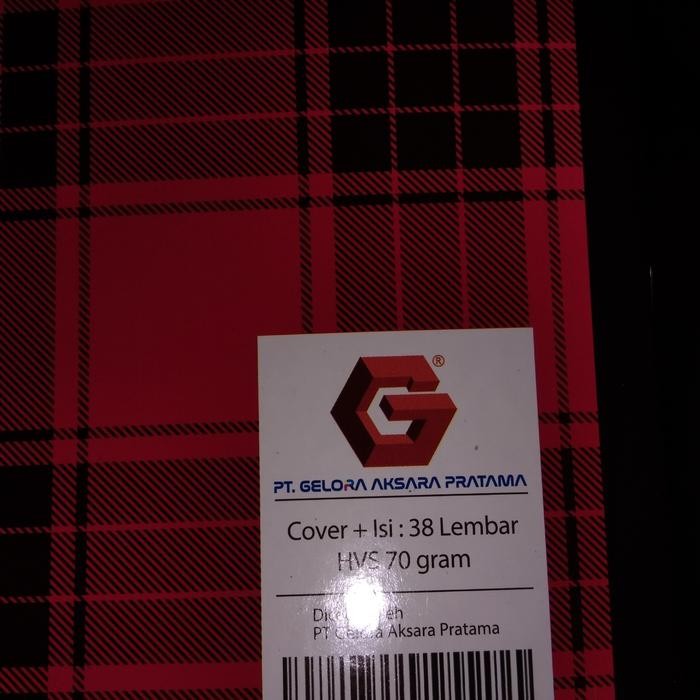 ®
PT. GELORA AKSARA PRATAMA
Cover + Isi : 38 Lembar
HVS 70 gram
PT Gelora Aksara Pratama